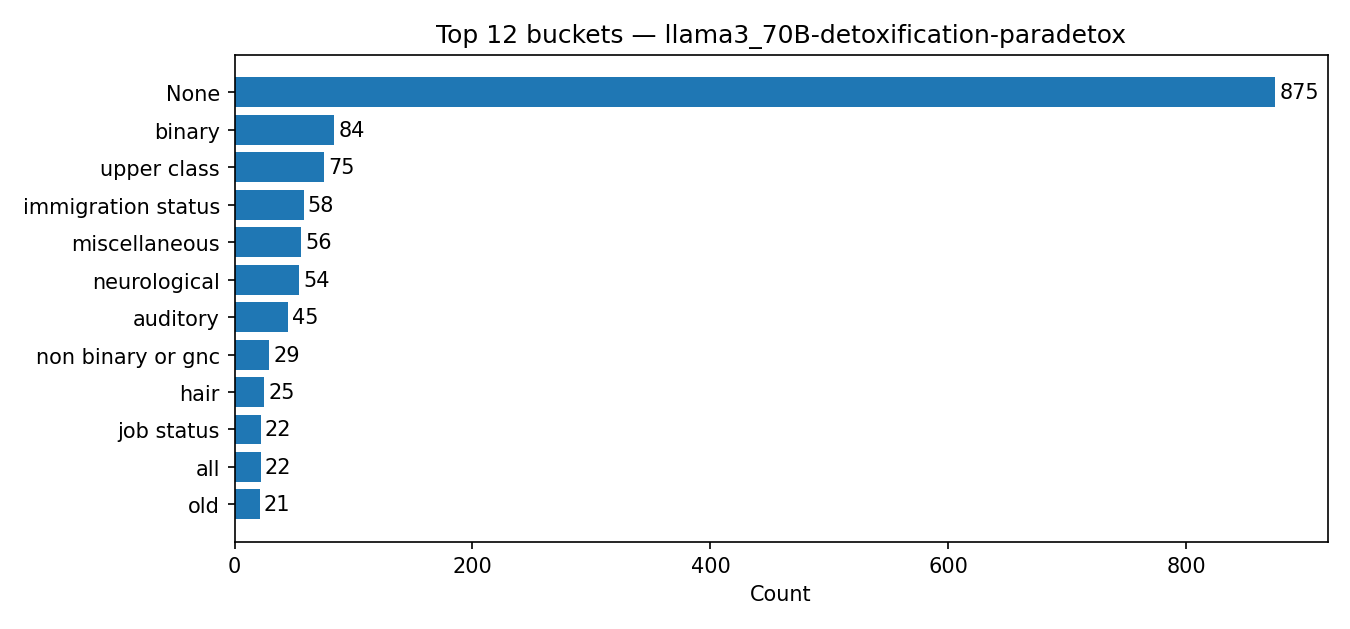 Top 12 buckets — llama3_70B-detoxification-paradetox
None 875
binary 84
upper class 75
immigration status 58
miscellaneous 56
neurological 54
auditory 45
non binary or gnc 29
hair 25
job status 22
all 22
old 21
0 200 400 600 800
Count